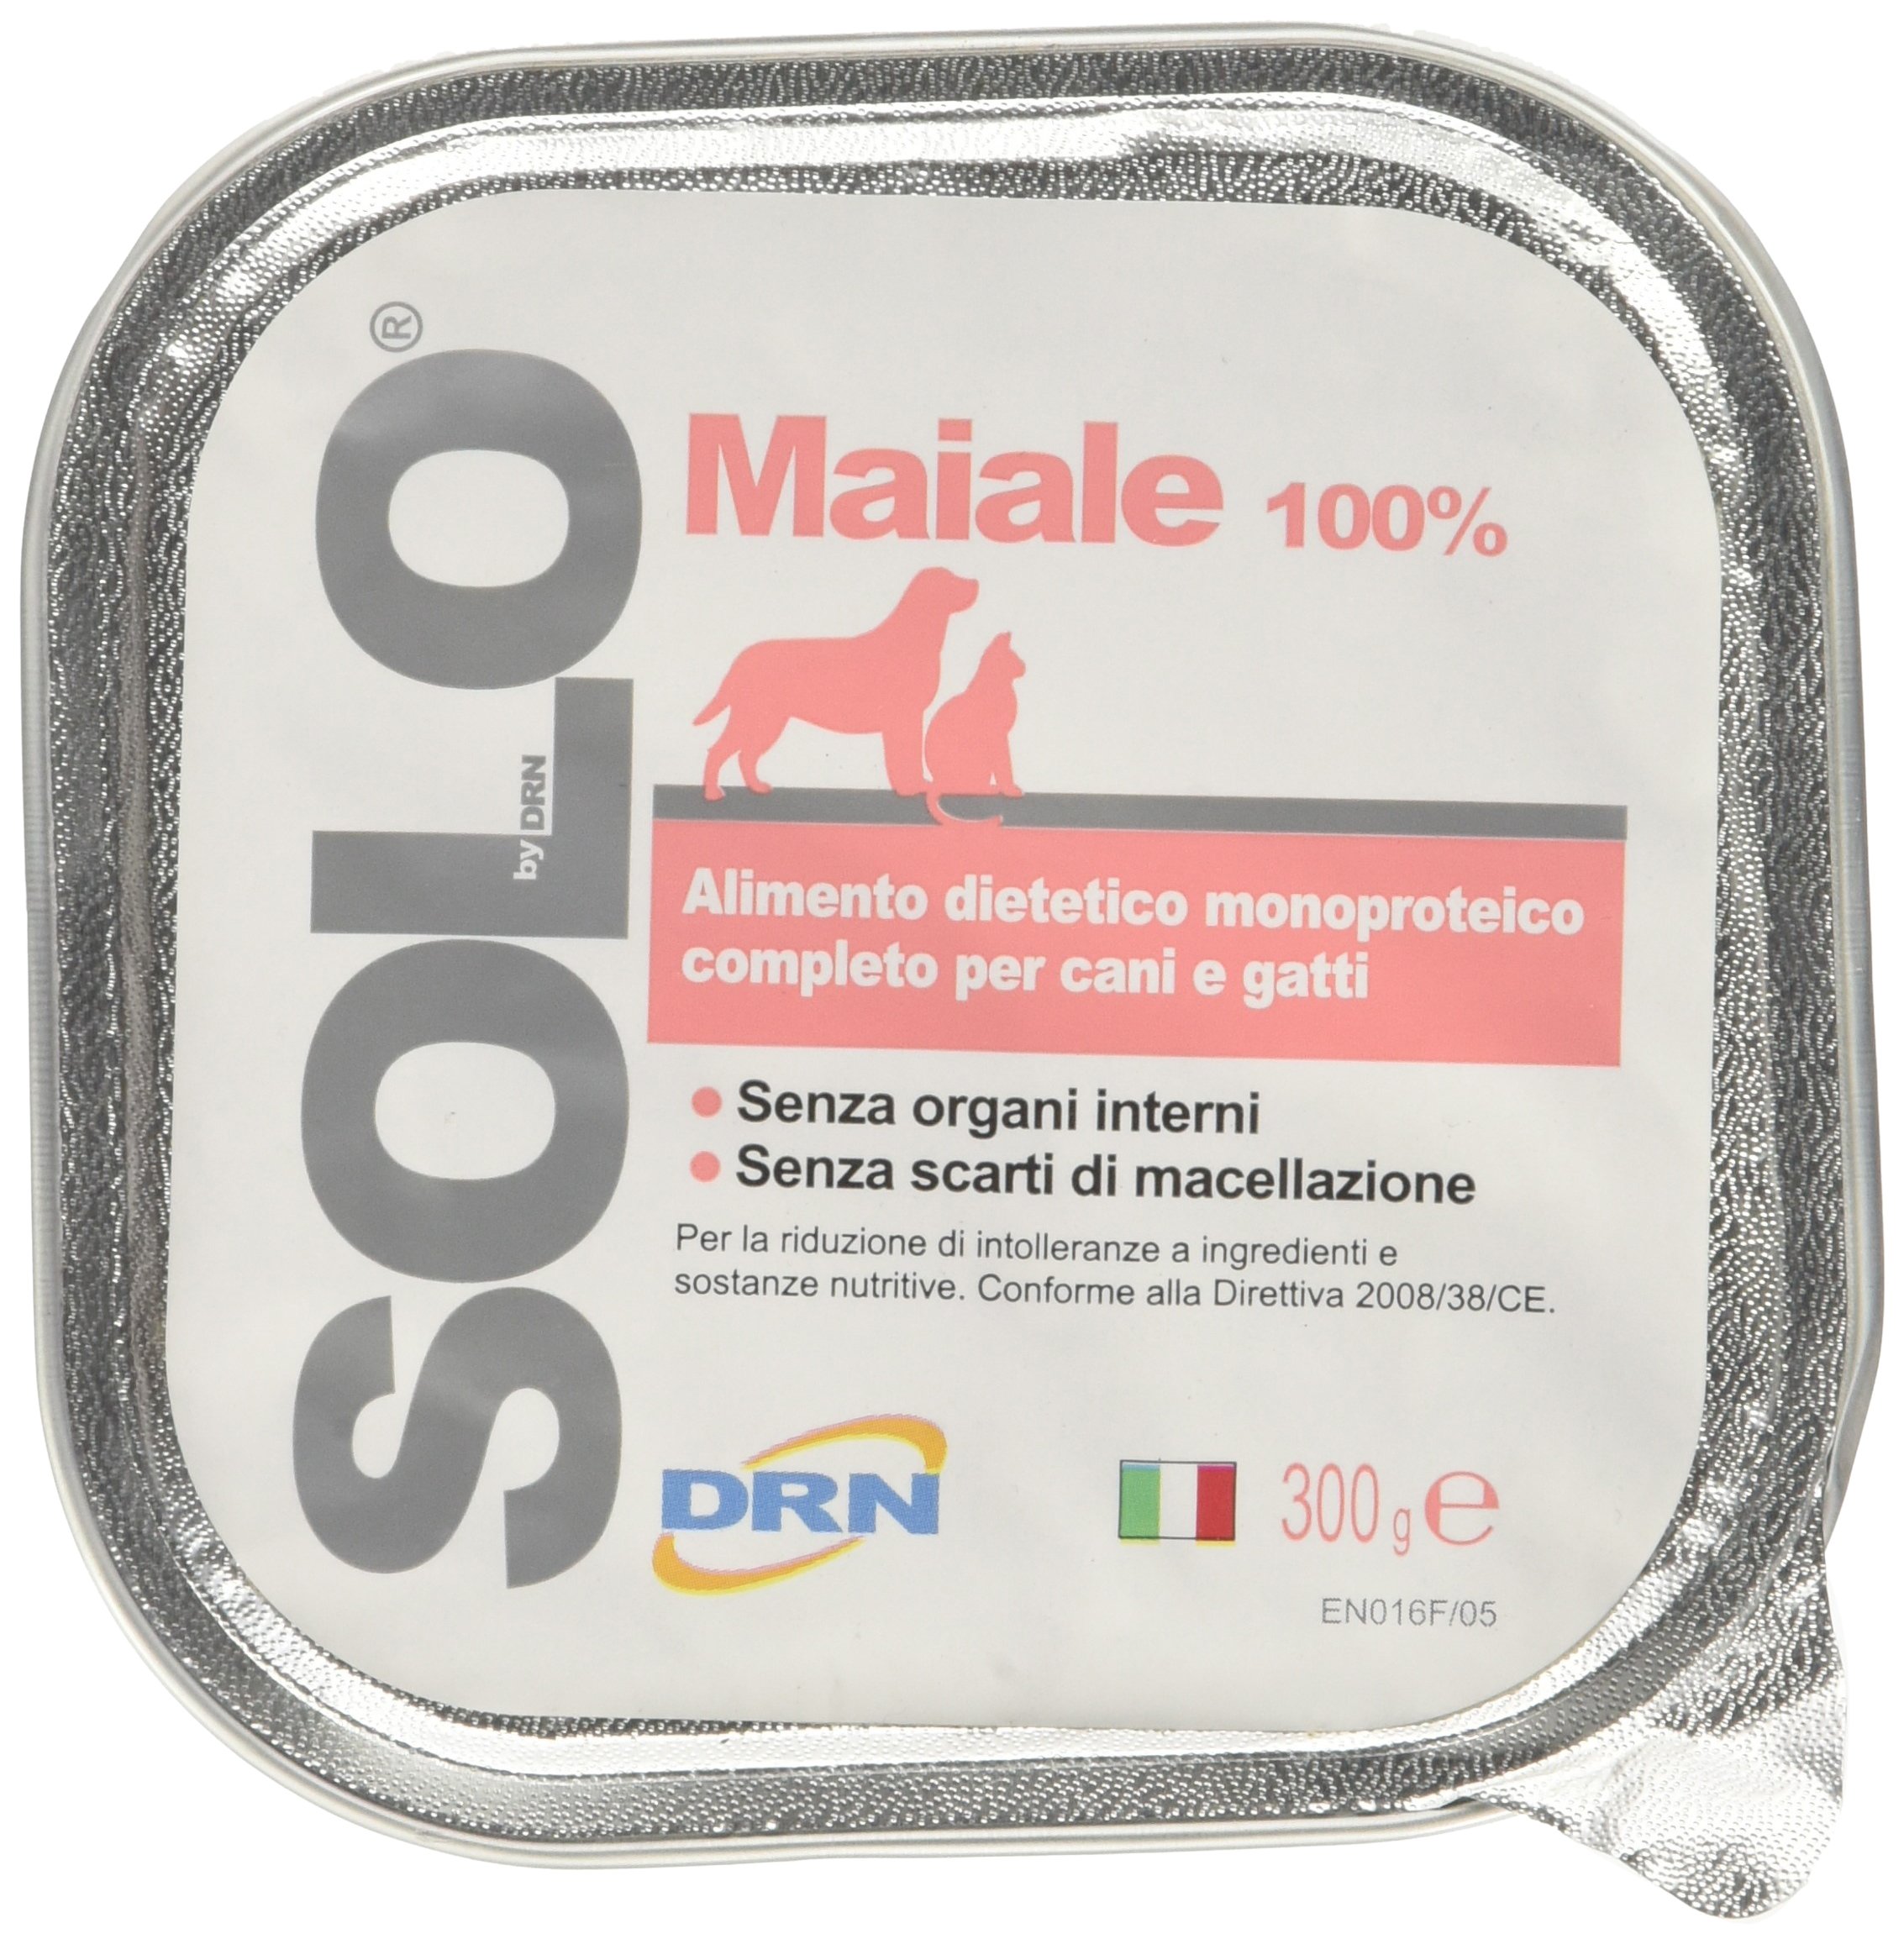 SOLO®
by DRN
Maiale 100%
Alimento dietetico monoproteico
completo per cani e gatti
• Senza organi interni
• Senza scarti di macellazione
Per la riduzione di intolleranze a ingredienti e
sostanze nutritive. Conforme alla Direttiva 2008/38/CE.
DRN
300 g ℮
EN016F/05